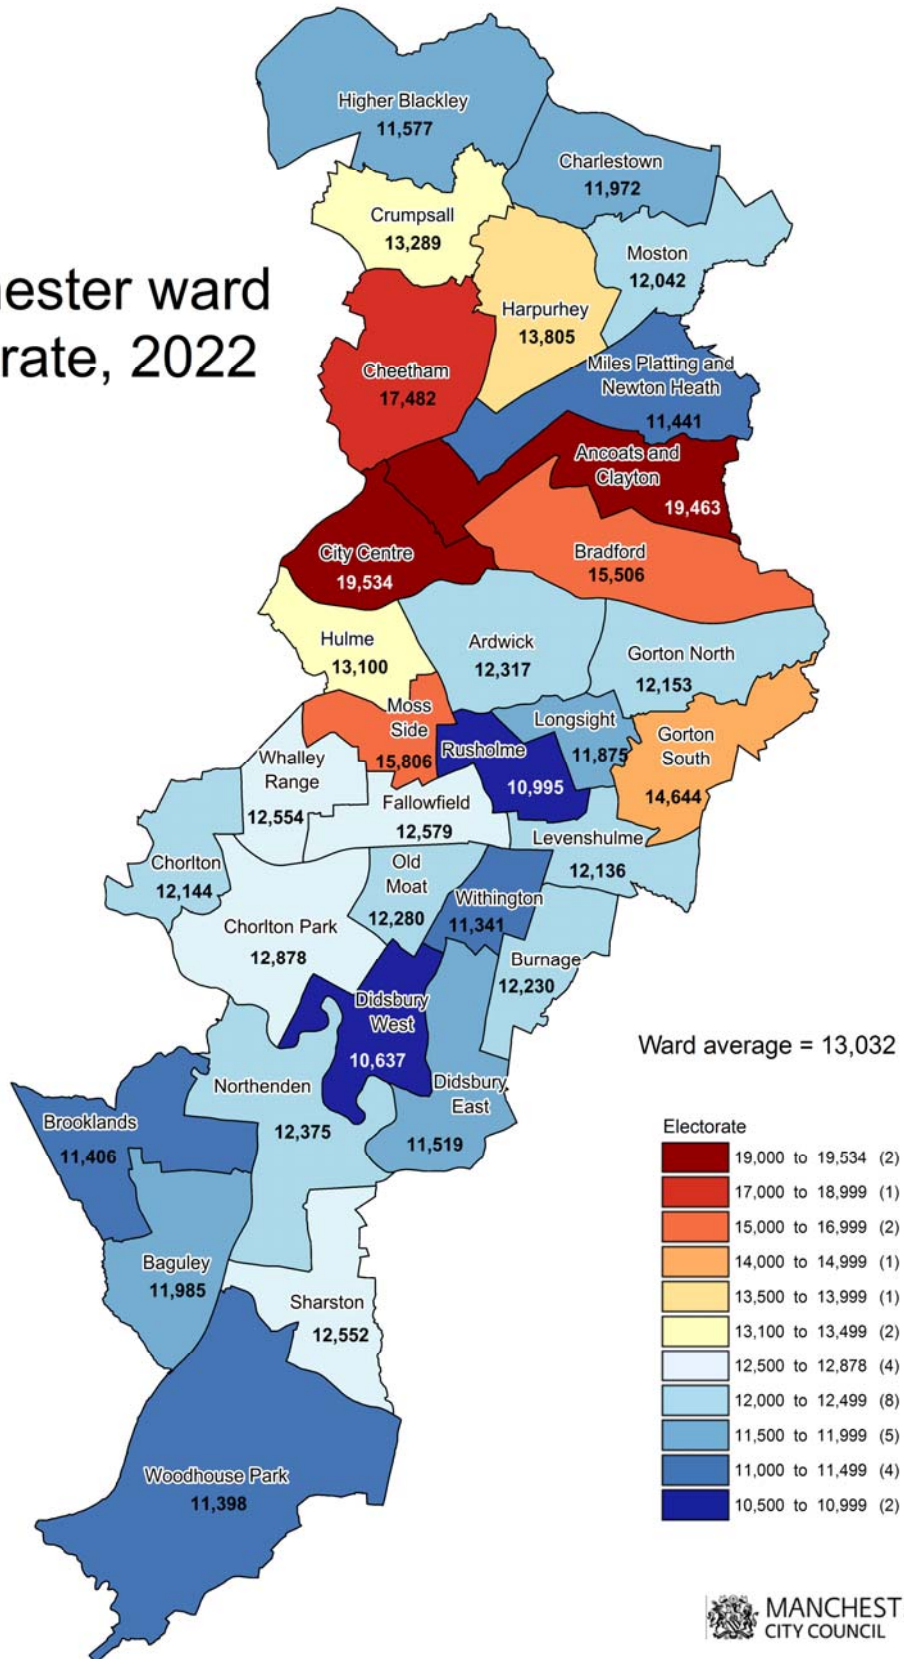 Higher Blackley
11,577
Charlestown
11,972
Crumpsall
13,289
Moston
12,042
ester ward
rate, 2022
Harpurhey
13,805
Cheetham
17,482
Miles Platting and
Newton Heath
11,441
Ancoats and
Clayton
19,463
City Centre
19,534
Bradford
15,506
Hulme
13,100
Ardwick
12,317
Gorton North
12,153
Moss
Side
15,806
Longsight
11,875
Rusholme
10,995
Gorton
South
14,644
Whalley
Range
12,554
Fallowfield
12,579
Levenshulme
12,136
Chorlton
12,144
Old
Moat
12,280
Withington
11,341
Chorlton Park
12,878
Burnage
12,230
Didsbury
West
10,637
Ward average = 13,032
Northenden
12,375
Didsbury
East
11,519
Brooklands
11,406
Baguley
11,985
Sharston
12,552
Woodhouse Park
11,398
Electorate
19,000 to 19,534 (2)
17,000 to 18,999 (1)
15,000 to 16,999 (2)
14,000 to 14,999 (1)
13,500 to 13,999 (1)
13,100 to 13,499 (2)
12,500 to 12,878 (4)
12,000 to 12,499 (8)
11,500 to 11,999 (5)
11,000 to 11,499 (4)
10,500 to 10,999 (2)
MANCHEST
CITY COUNCIL